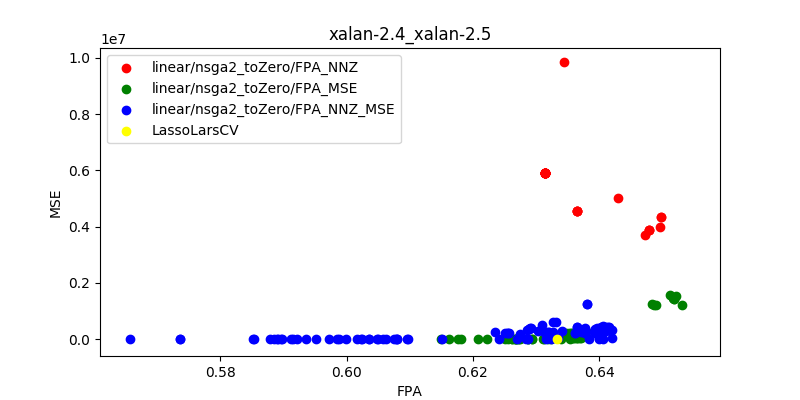 xalan-2.4_xalan-2.5
1e7
linear/nsga2_toZero/FPA_NNZ
linear/nsga2_toZero/FPA_MSE
linear/nsga2_toZero/FPA_NNZ_MSE
LassoLarsCV
1.0
0.8
0.6
0.4
0.2
0.0
MSE
0.58
0.60
0.62
0.64
FPA